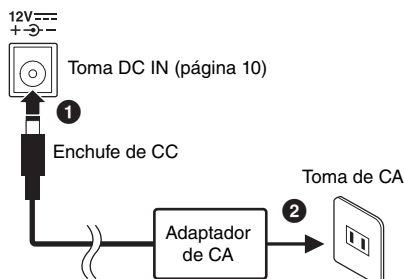 12V
Toma DC IN (página 10)
1
Enchufe de CC
Toma de CA
2
Adaptador
de CA